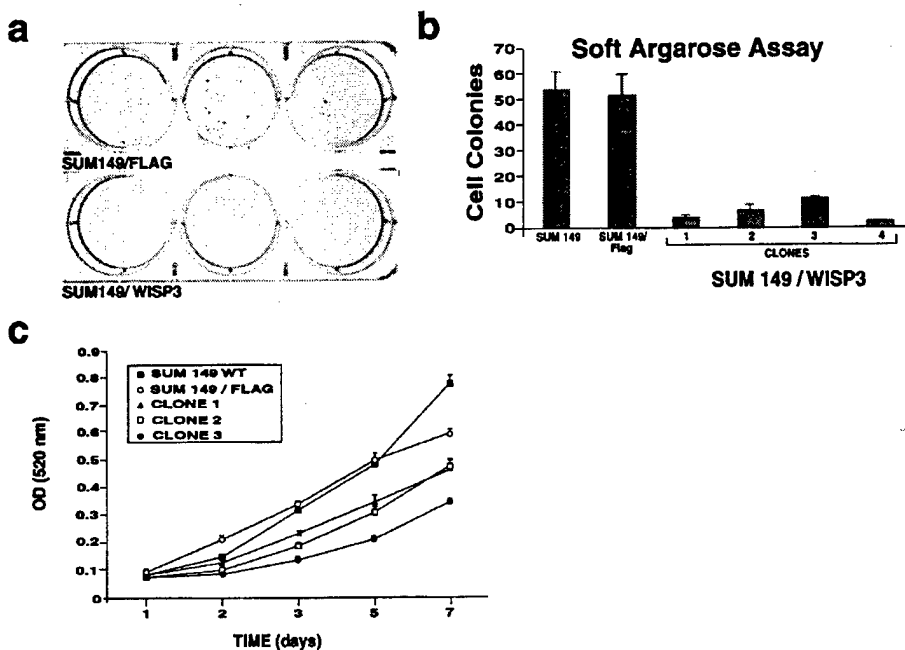 a
SUM149/FLAG
SUM149/ WISP3
b
Soft Argarose Assay
Cell Colonies
70
60
50
40
30
20
10
0
SUM 149
SUM 149/
Flag
1
2
3
4
CLONES
SUM 149 / WISP3
c
OD (520 nm)
0.9
0.8
0.7
0.6
0.5
0.4
0.3
0.2
0.1
0
SUM 149 WT
SUM 149 / FLAG
CLONE 1
CLONE 2
CLONE 3
1
2
3
5
7
TIME (days)